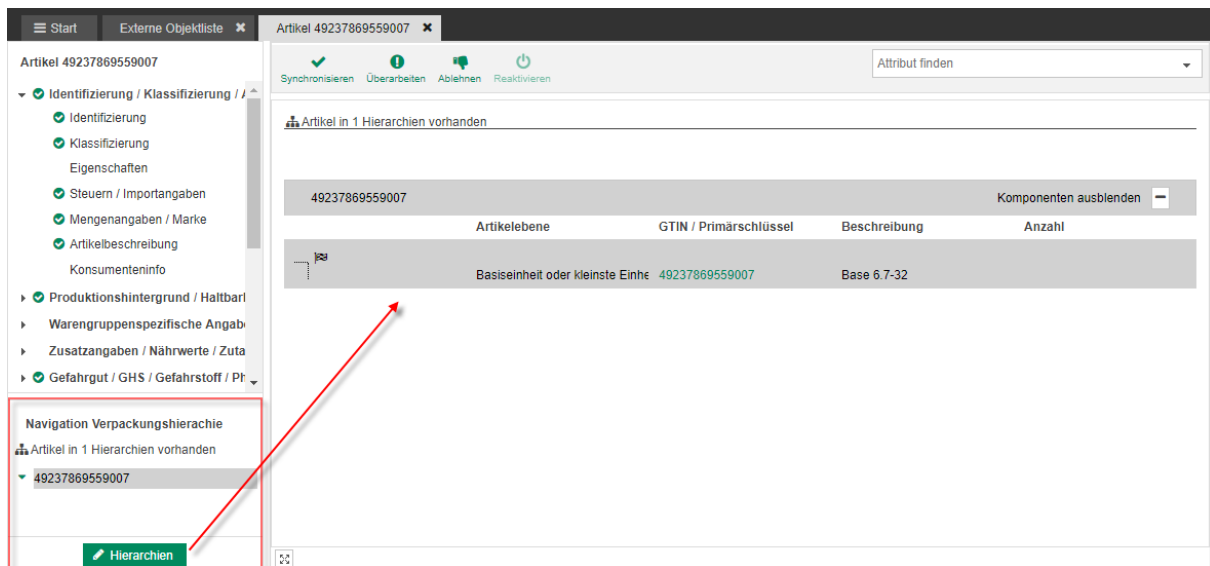 Start
Externe Objektliste
Artikel 49237869559007
Artikel 49237869559007
Identifizierung / Klassifizierung / A
Identifizierung
Klassifizierung
Eigenschaften
Steuern / Importangaben
Mengenangaben / Marke
Artikelbeschreibung
Konsumenteninfo
Produktionshintergrund / Haltbar
Warengruppenspezifische Angab
Zusatzangaben / Nährwerte / Zuta
Gefahrgut / GHS / Gefahrstoff / Ph
Navigation Verpackungshierachie
Artikel in 1 Hierarchien vorhanden
49237869559007
Hierarchien
Synchronisieren Überarbeiten Ablehnen Reaktivieren
Attribut finden
Artikel in 1 Hierarchien vorhanden
49237869559007 Komponenten ausblenden
Artikelebene GTIN / Primärschlüssel Beschreibung Anzahl
Basiseinheit oder kleinste Einhe 49237869559007 Base 6.7-32